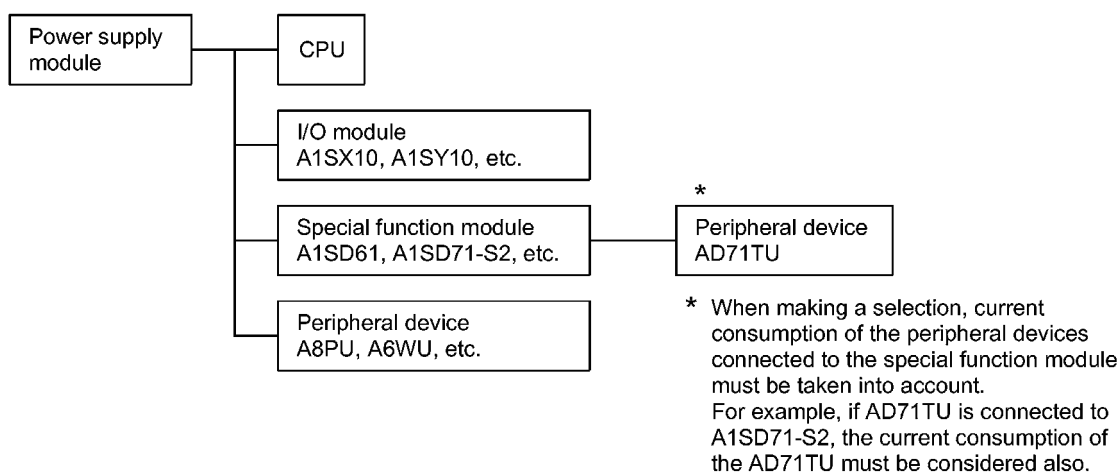 Power supply
module
CPU
I/O module
A1SX10, A1SY10, etc.
Special function module
A1SD61, A1SD71-S2, etc.
*
Peripheral device
AD71TU
Peripheral device
A8PU, A6WU, etc.
* When making a selection, current
consumption of the peripheral devices
connected to the special function module
must be taken into account.
For example, if AD71TU is connected to
A1SD71-S2, the current consumption of
the AD71TU must be considered also.